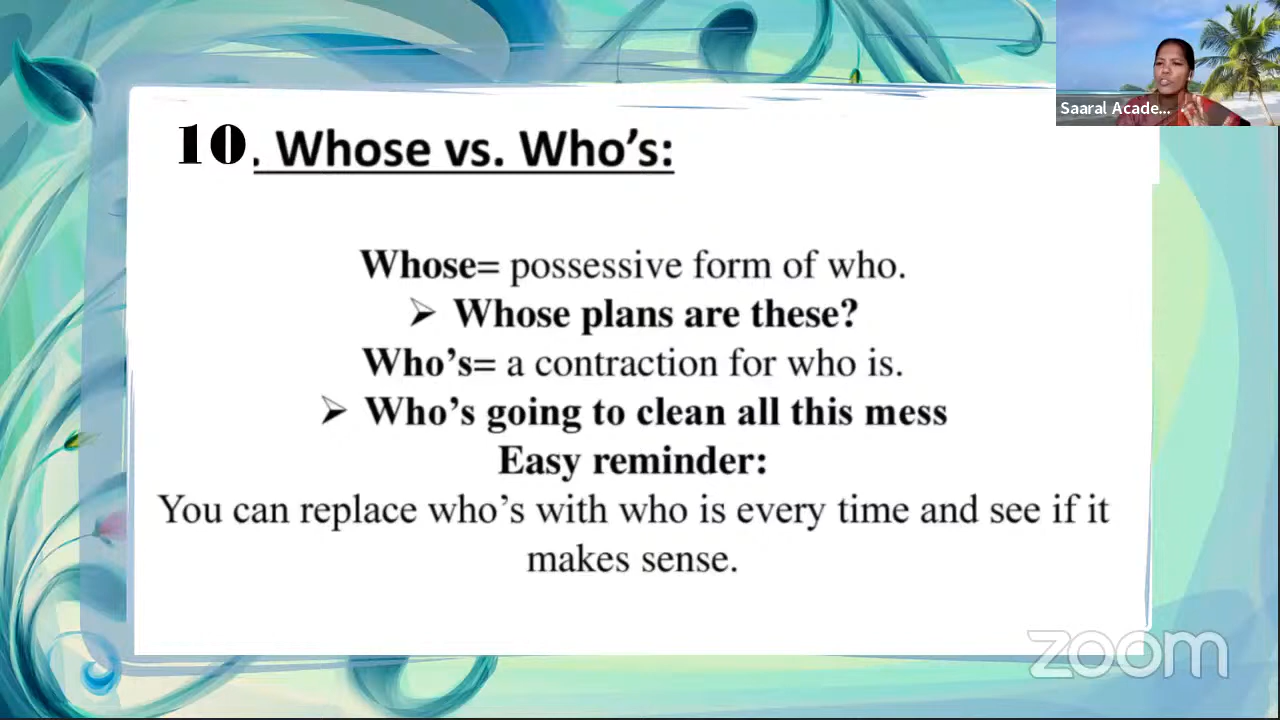 Saaral Acade...
10. Whose vs. Who's:
Whose= possessive form of who.
➢ Whose plans are these?
Who's= a contraction for who is.
➢ Who's going to clean all this mess
Easy reminder:
You can replace who's with who is every time and see if it
makes sense.
zoom